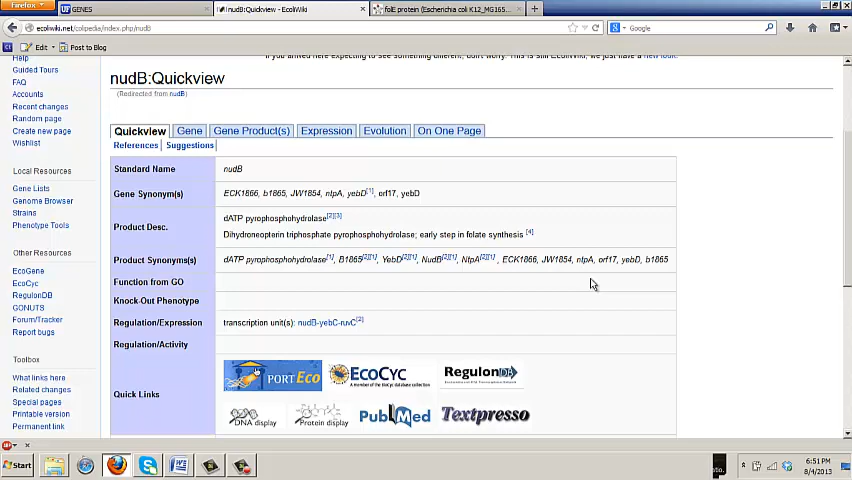 Firefox
GENES
nudB:Quickview - EcoliWiki
folE protein (Escherichia coli K12_MG165...
ecoliwiki.net/colipedia/index.php/nudB
Google
Edit
Post to Blog
Help
Guided Tours
FAQ
Accounts
Recent changes
Random page
Create new page
Wishlist
Local Resources
Gene Lists
Genome Browser
Strains
Phenotype Tools
Other Resources
EcoGene
EcoCyc
RegulonDB
GONUTS
Forum/Tracker
Report bugs
Toolbox
What links here
Related changes
Special pages
Printable version
Permanent link
nudB:Quickview
(Redirected from nudB)
Quickview Gene Gene Product(s) Expression Evolution On One Page
References Suggestions
Standard Name nudB
Gene Synonym(s) ECK1866, b1865, JW1854, ntpA, yebD[1], orf17, yebD
Product Desc. dATP pyrophosphohydrolase[2][3]
Dihydroneopterin triphosphate pyrophosphohydrolase; early step in folate synthesis [4]
Product Synonyms(s) dATP pyrophosphohydrolase[1], B1865[2][1], YebD[2][1], NudB[2][1], NtpA[2][1], ECK1866, JW1854, ntpA, orf17, yebD, b1865
Function from GO
Knock-Out Phenotype
Regulation/Expression transcription unit(s): nudB-yebC-ruvC[2]
Regulation/Activity
Quick Links PORTEco EcoCyc RegulonDB
A member of the BioCyc database collection
DNA display Protein display PubMed Textpresso
Start
6:51 PM
8/4/2013